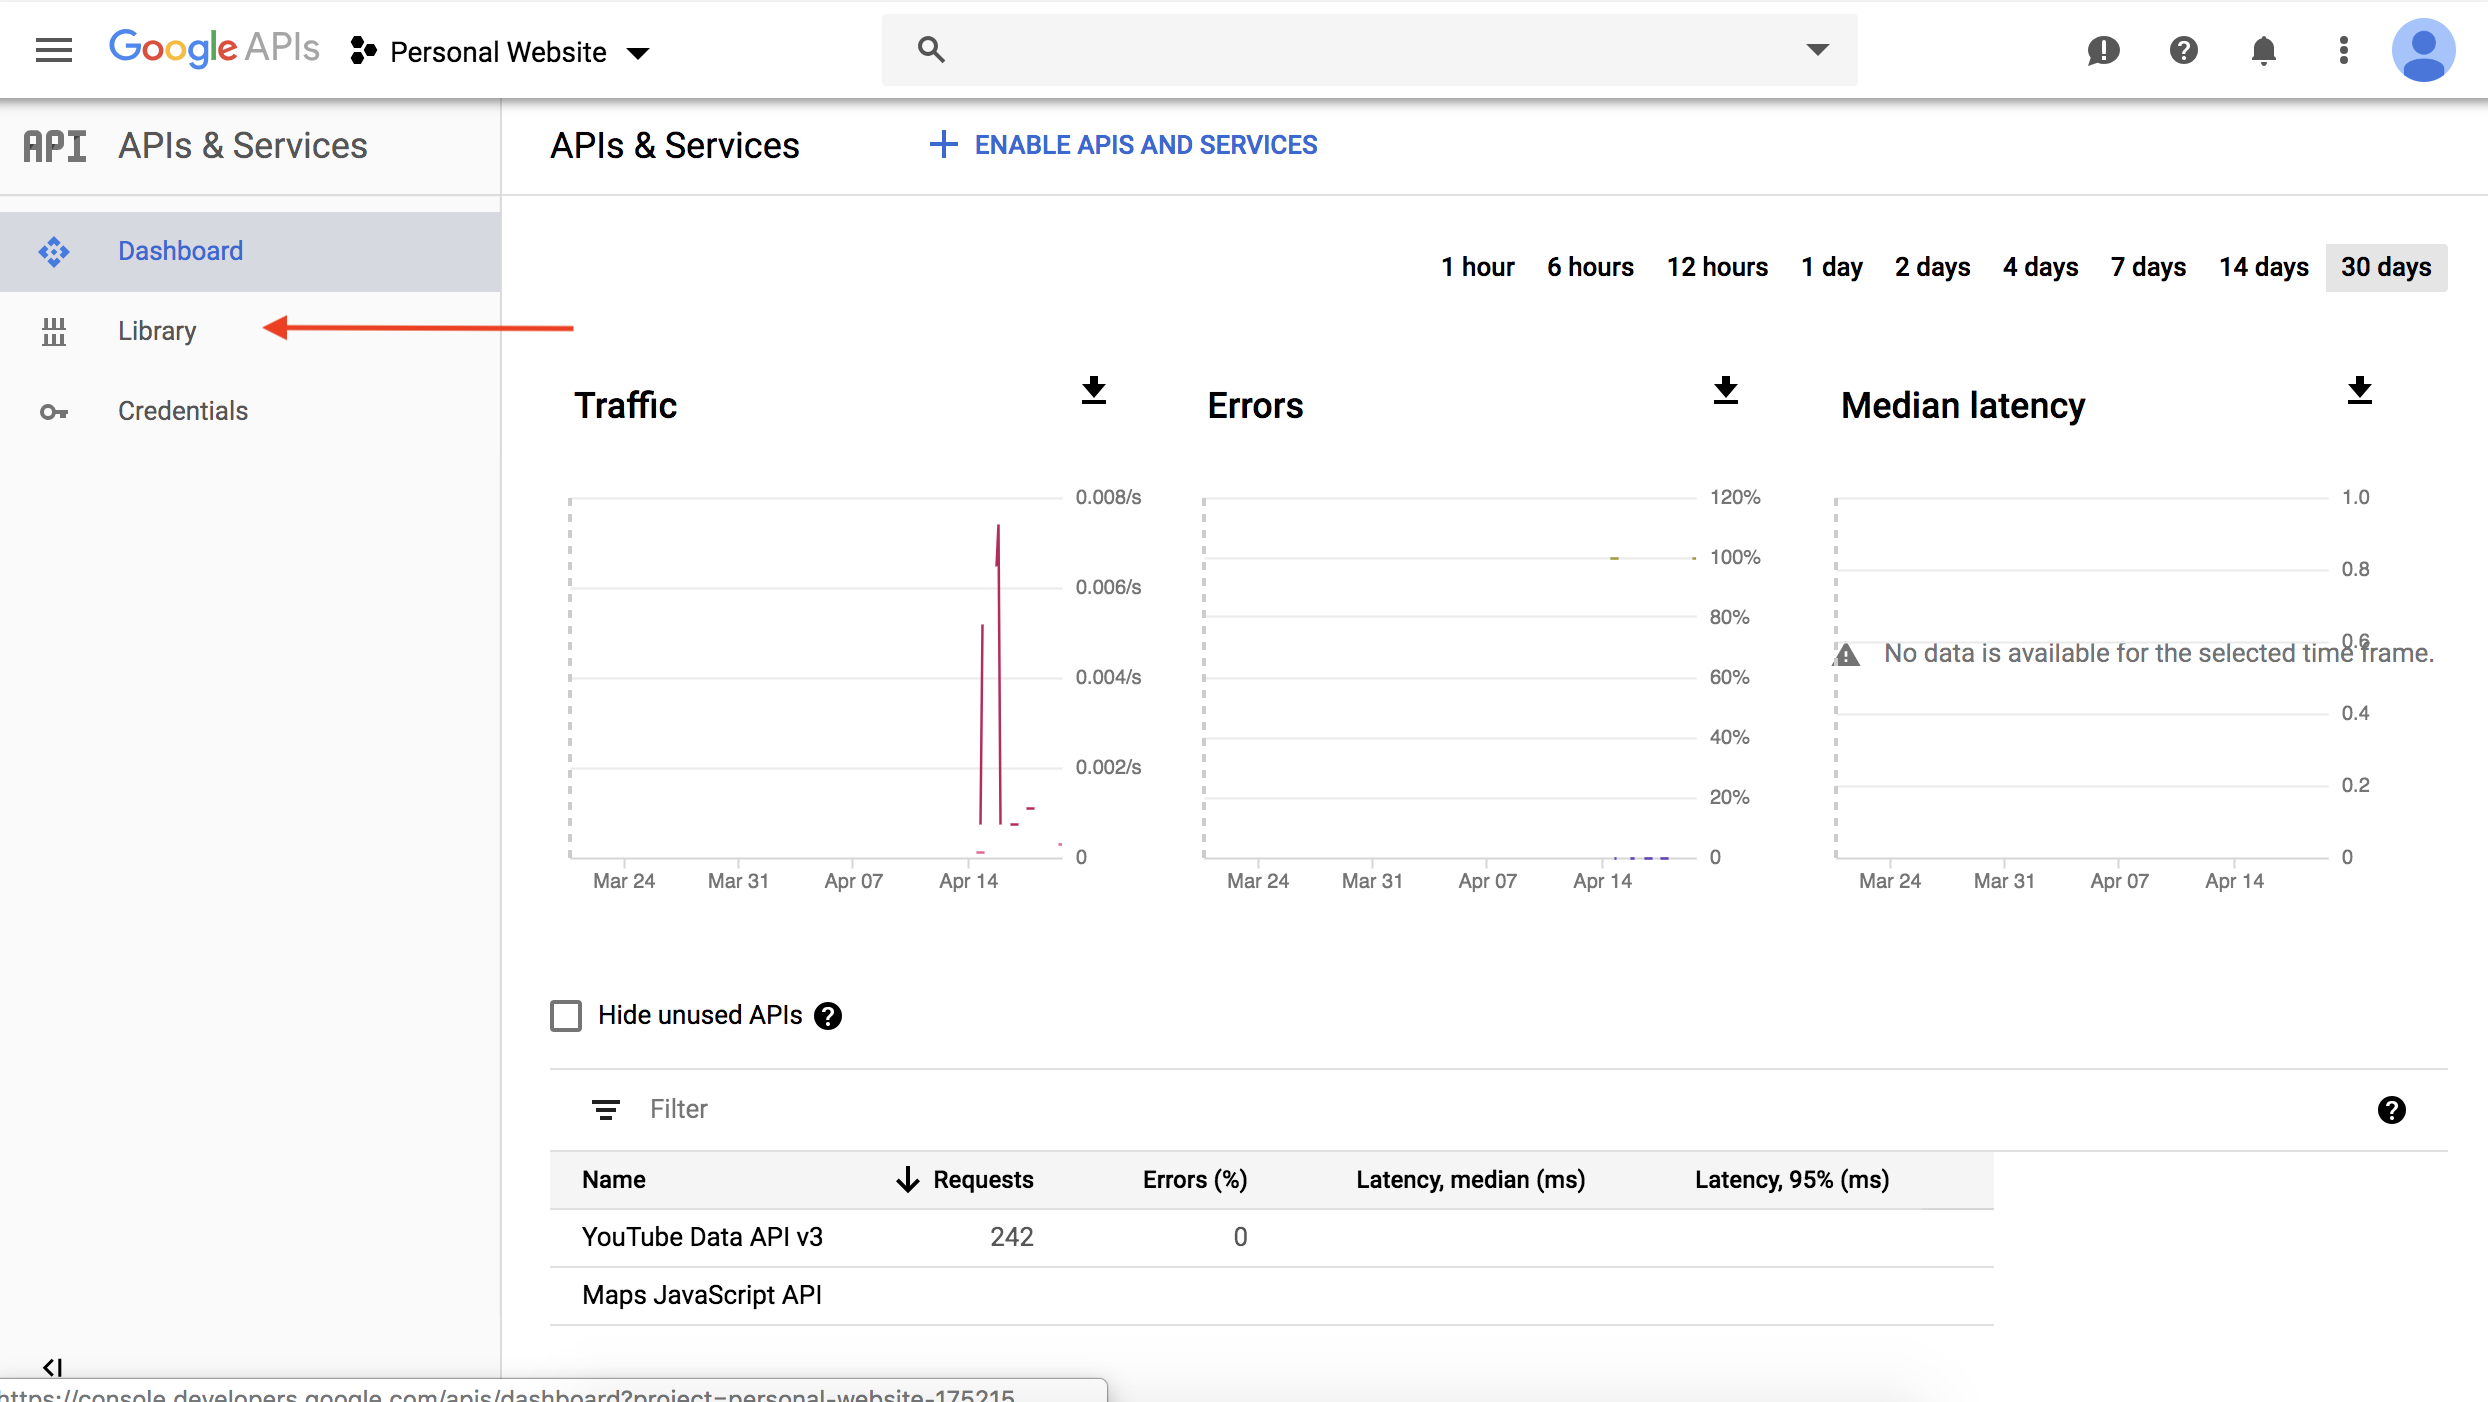 Google APIs Personal Website
API APIs & Services
APIs & Services ENABLE APIS AND SERVICES
Dashboard
Library
Credentials
1 hour 6 hours 12 hours 1 day 2 days 4 days 7 days 14 days 30 days
Traffic
0.008/s
0.006/s
0.004/s
0.002/s
0
Mar 24 Mar 31 Apr 07 Apr 14
Errors
120%
100%
80%
60%
40%
20%
0
Mar 24 Mar 31 Apr 07 Apr 14
Median latency
1.0
0.8
0.6
No data is available for the selected time frame.
0.4
0.2
0
Mar 24 Mar 31 Apr 07 Apr 14
Hide unused APIs
Filter
Name Requests Errors (%) Latency, median (ms) Latency, 95% (ms)
YouTube Data API v3 242 0
Maps JavaScript API
https://console.developers.google.com/apis/dashboard?project=personal-website-175215